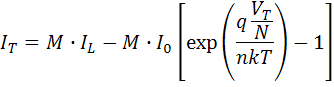 I_T = M · I_L − M · I_0 [exp((q V_T/N)/(nkT)) − 1]